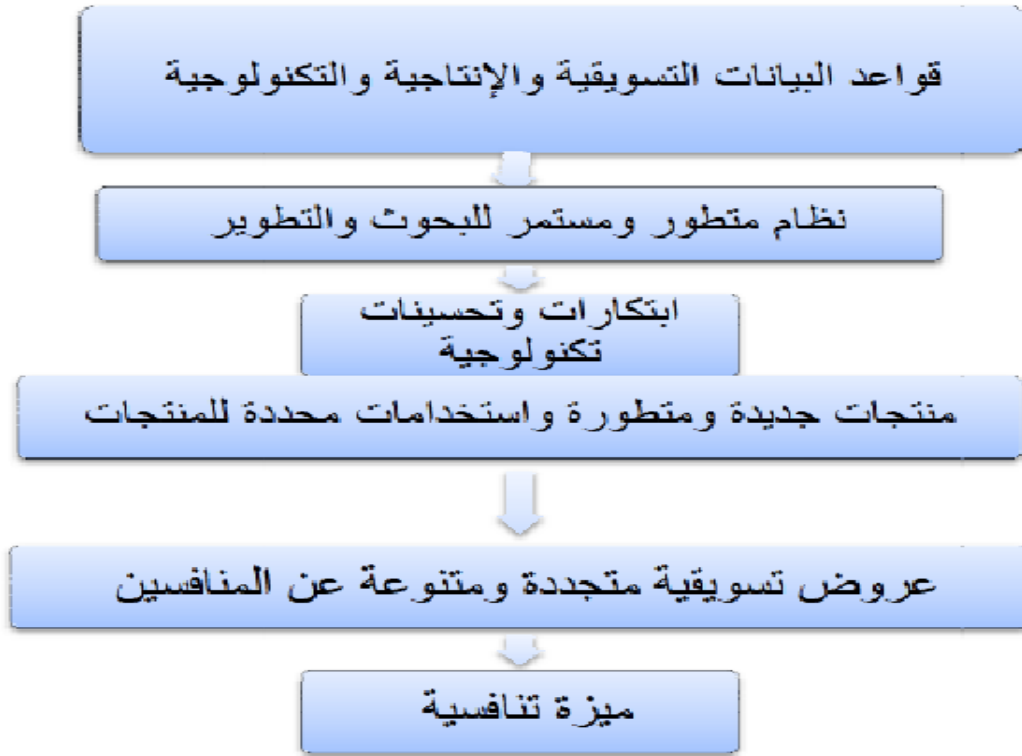 قواعد البيانات التسويقية والإنتاجية والتكنولوجية
نظام متطور ومستمر للبحوث والتطوير
ابتكارات وتحسينات
تكنولوجية
منتجات جديدة ومتطورة واستخدامات محددة للمنتجات
عروض تسويقية متجددة ومتنوعة عن المنافسين
ميزة تنافسية